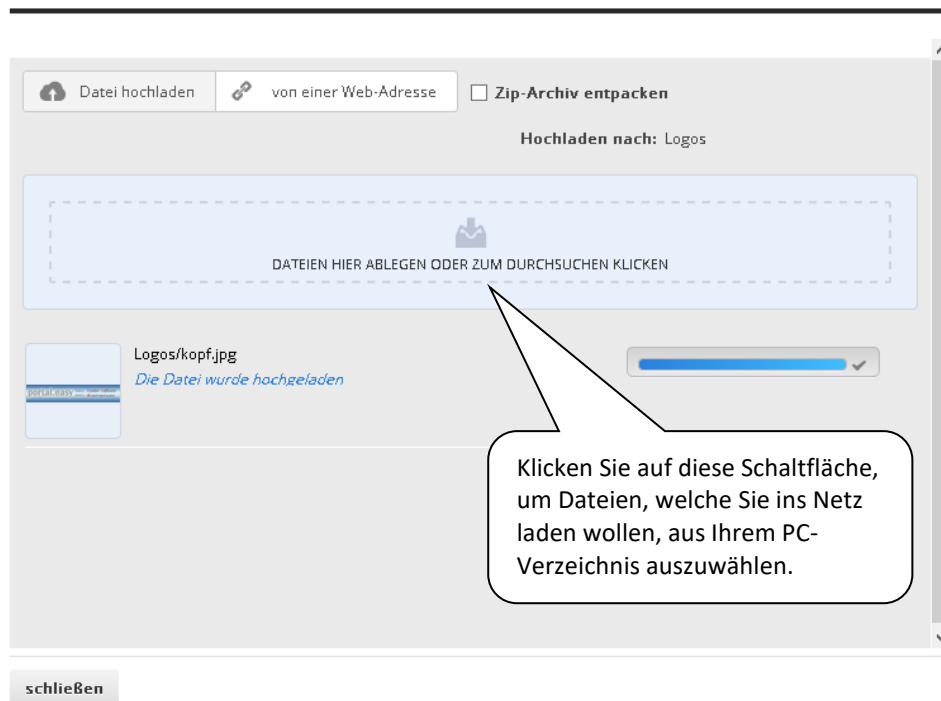 Datei hochladen von einer Web-Adresse Zip-Archiv entpacken
Hochladen nach: Logos
DATEIEN HIER ABLEGEN ODER ZUM DURCHSUCHEN KLICKEN
Logos/kopf.jpg
Die Datei wurde hochgeladen
portal.easy
Klicken Sie auf diese Schaltfläche,
um Dateien, welche Sie ins Netz
laden wollen, aus Ihrem PC-
Verzeichnis auszuwählen.
schließen